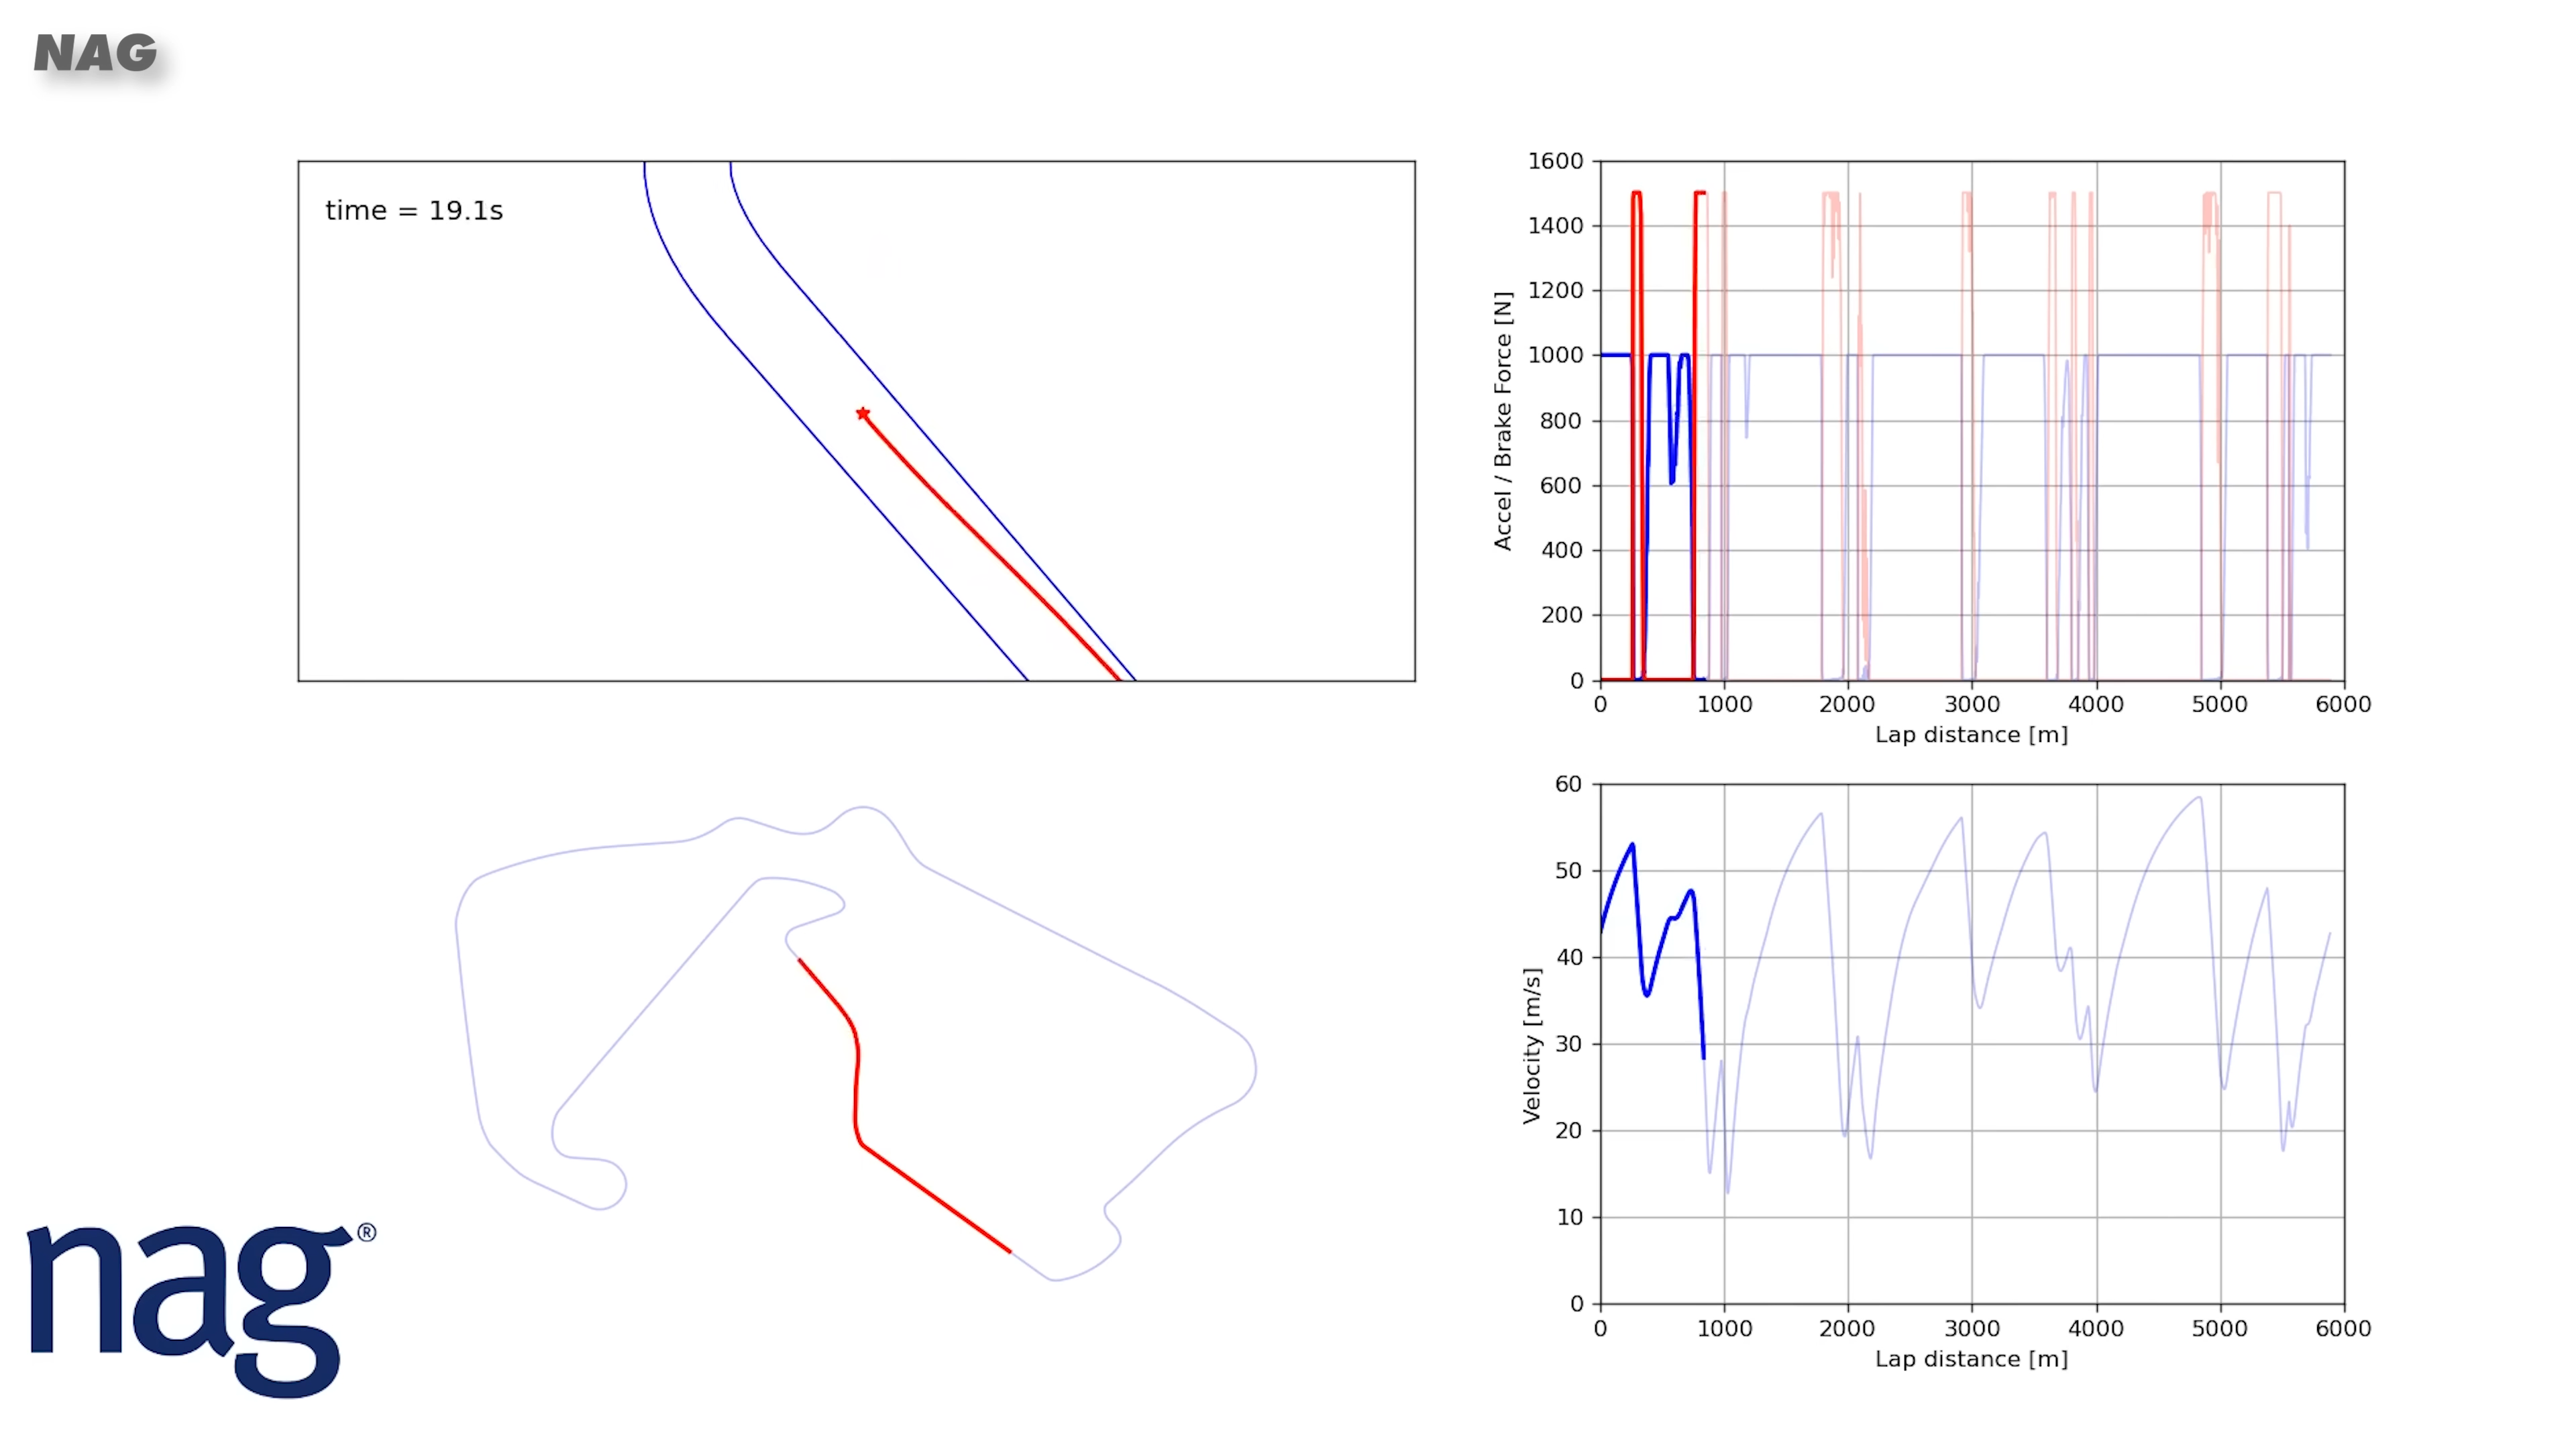 NAG
time = 19.1s
1600
1400
1200
1000
800
600
400
200
0
Accel / Brake Force [N]
0 1000 2000 3000 4000 5000 6000
Lap distance [m]
60
50
40
30
20
10
0
Velocity [m/s]
0 1000 2000 3000 4000 5000 6000
Lap distance [m]
nag®